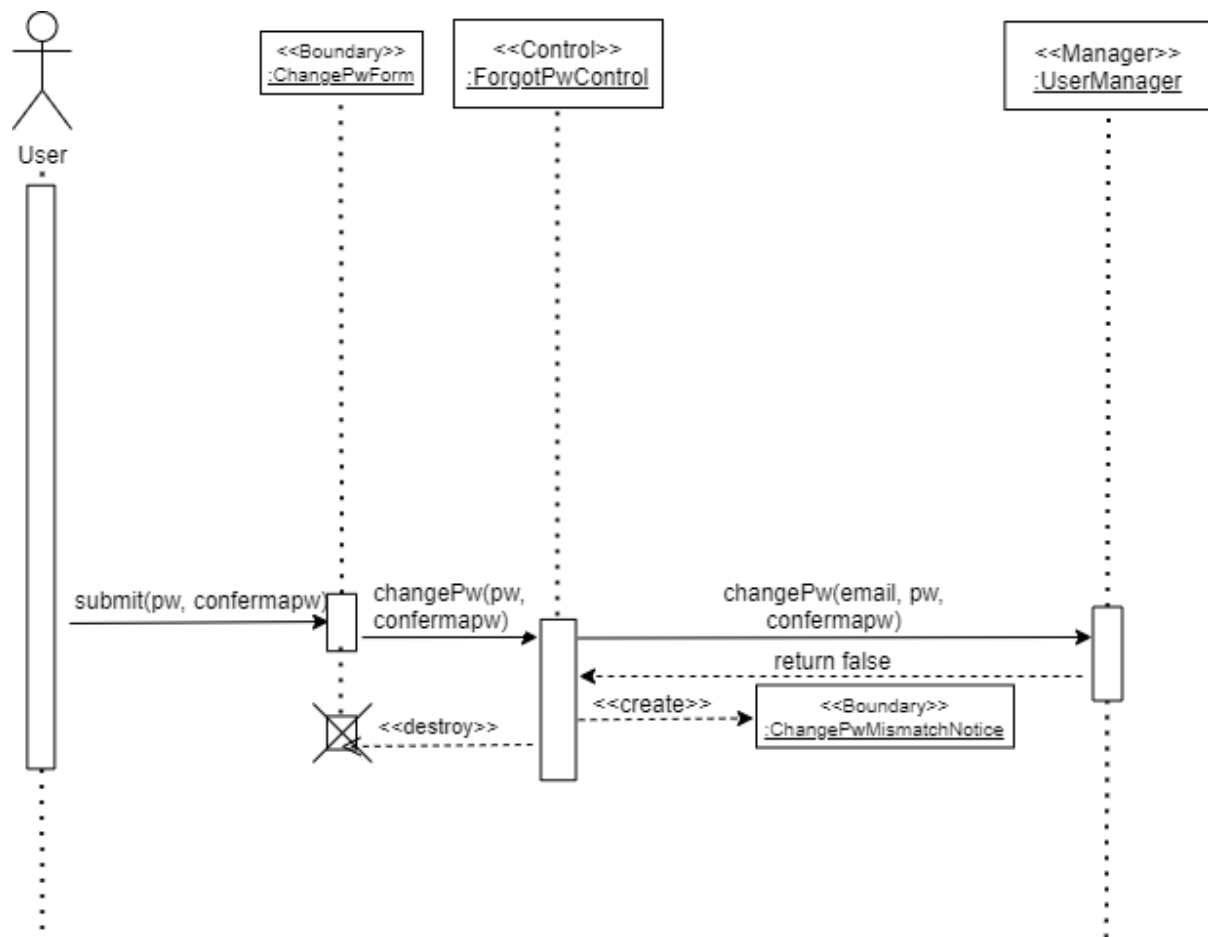 <<Boundary>>
:ChangePwForm
<<Control>>
:ForgotPwControl
<<Manager>>
:UserManager
User
submit(pw, confermapw)
changePw(pw,
confermapw)
changePw(email, pw,
confermapw)
return false
<<create>>
<<Boundary>>
:ChangePwMismatchNotice
<<destroy>>